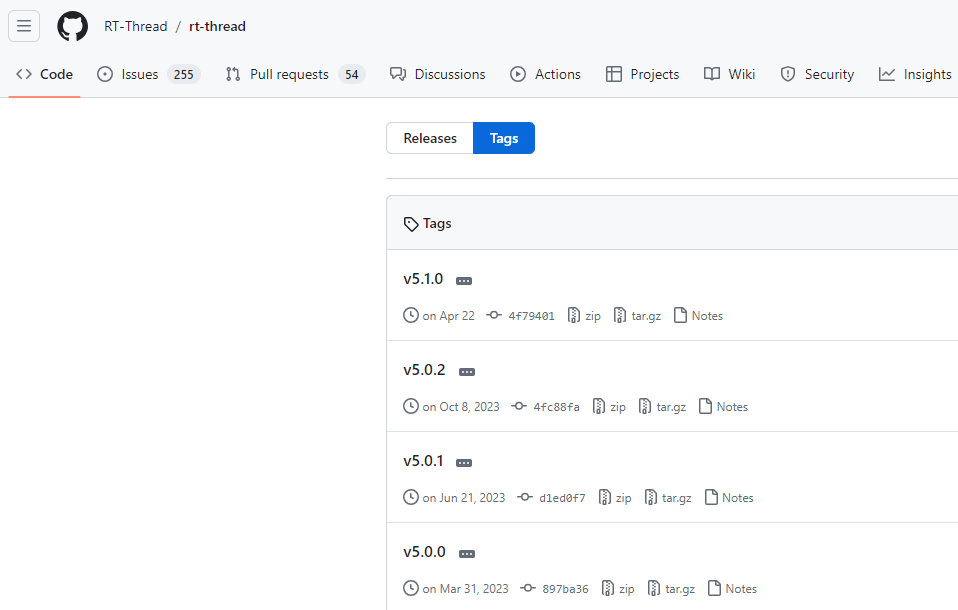 RT-Thread / rt-thread
Code Issues 255 Pull requests 54 Discussions Actions Projects Wiki Security Insights
Releases Tags
Tags
v5.1.0
on Apr 22 4f79401 zip tar.gz Notes
v5.0.2
on Oct 8, 2023 4fc88fa zip tar.gz Notes
v5.0.1
on Jun 21, 2023 d1ed0f7 zip tar.gz Notes
v5.0.0
on Mar 31, 2023 897ba36 zip tar.gz Notes